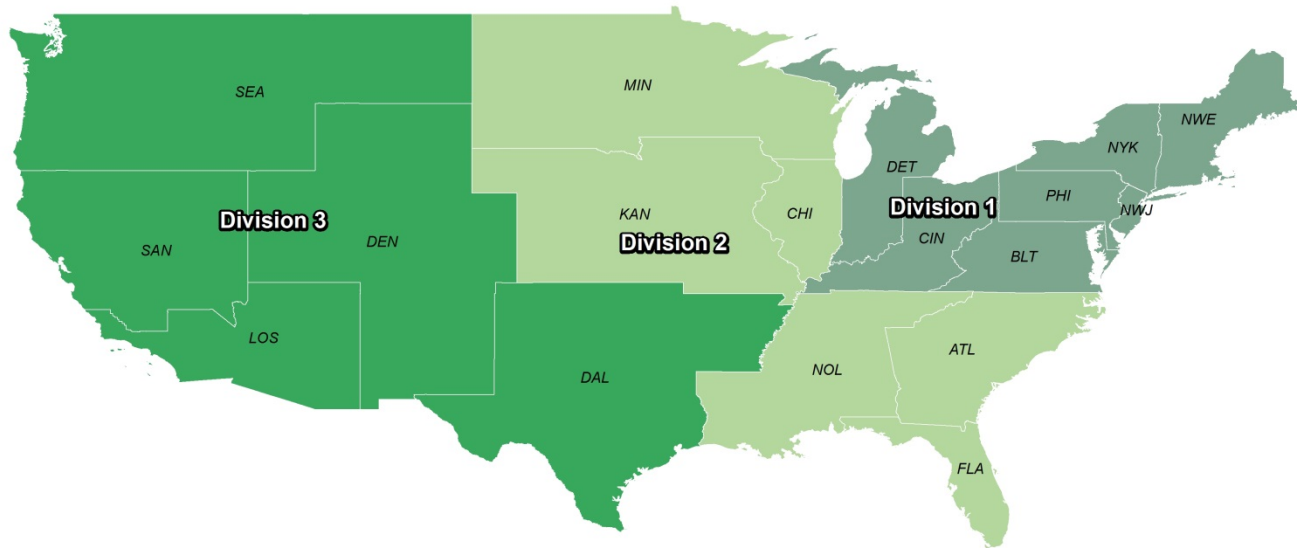 SEA
MIN
NWE
NYK
DET
PHI
NWJ
Division 1
Division 3
KAN
CHI
Division 2
DEN
CIN
SAN
BLT
LOS
ATL
NOL
DAL
FLA